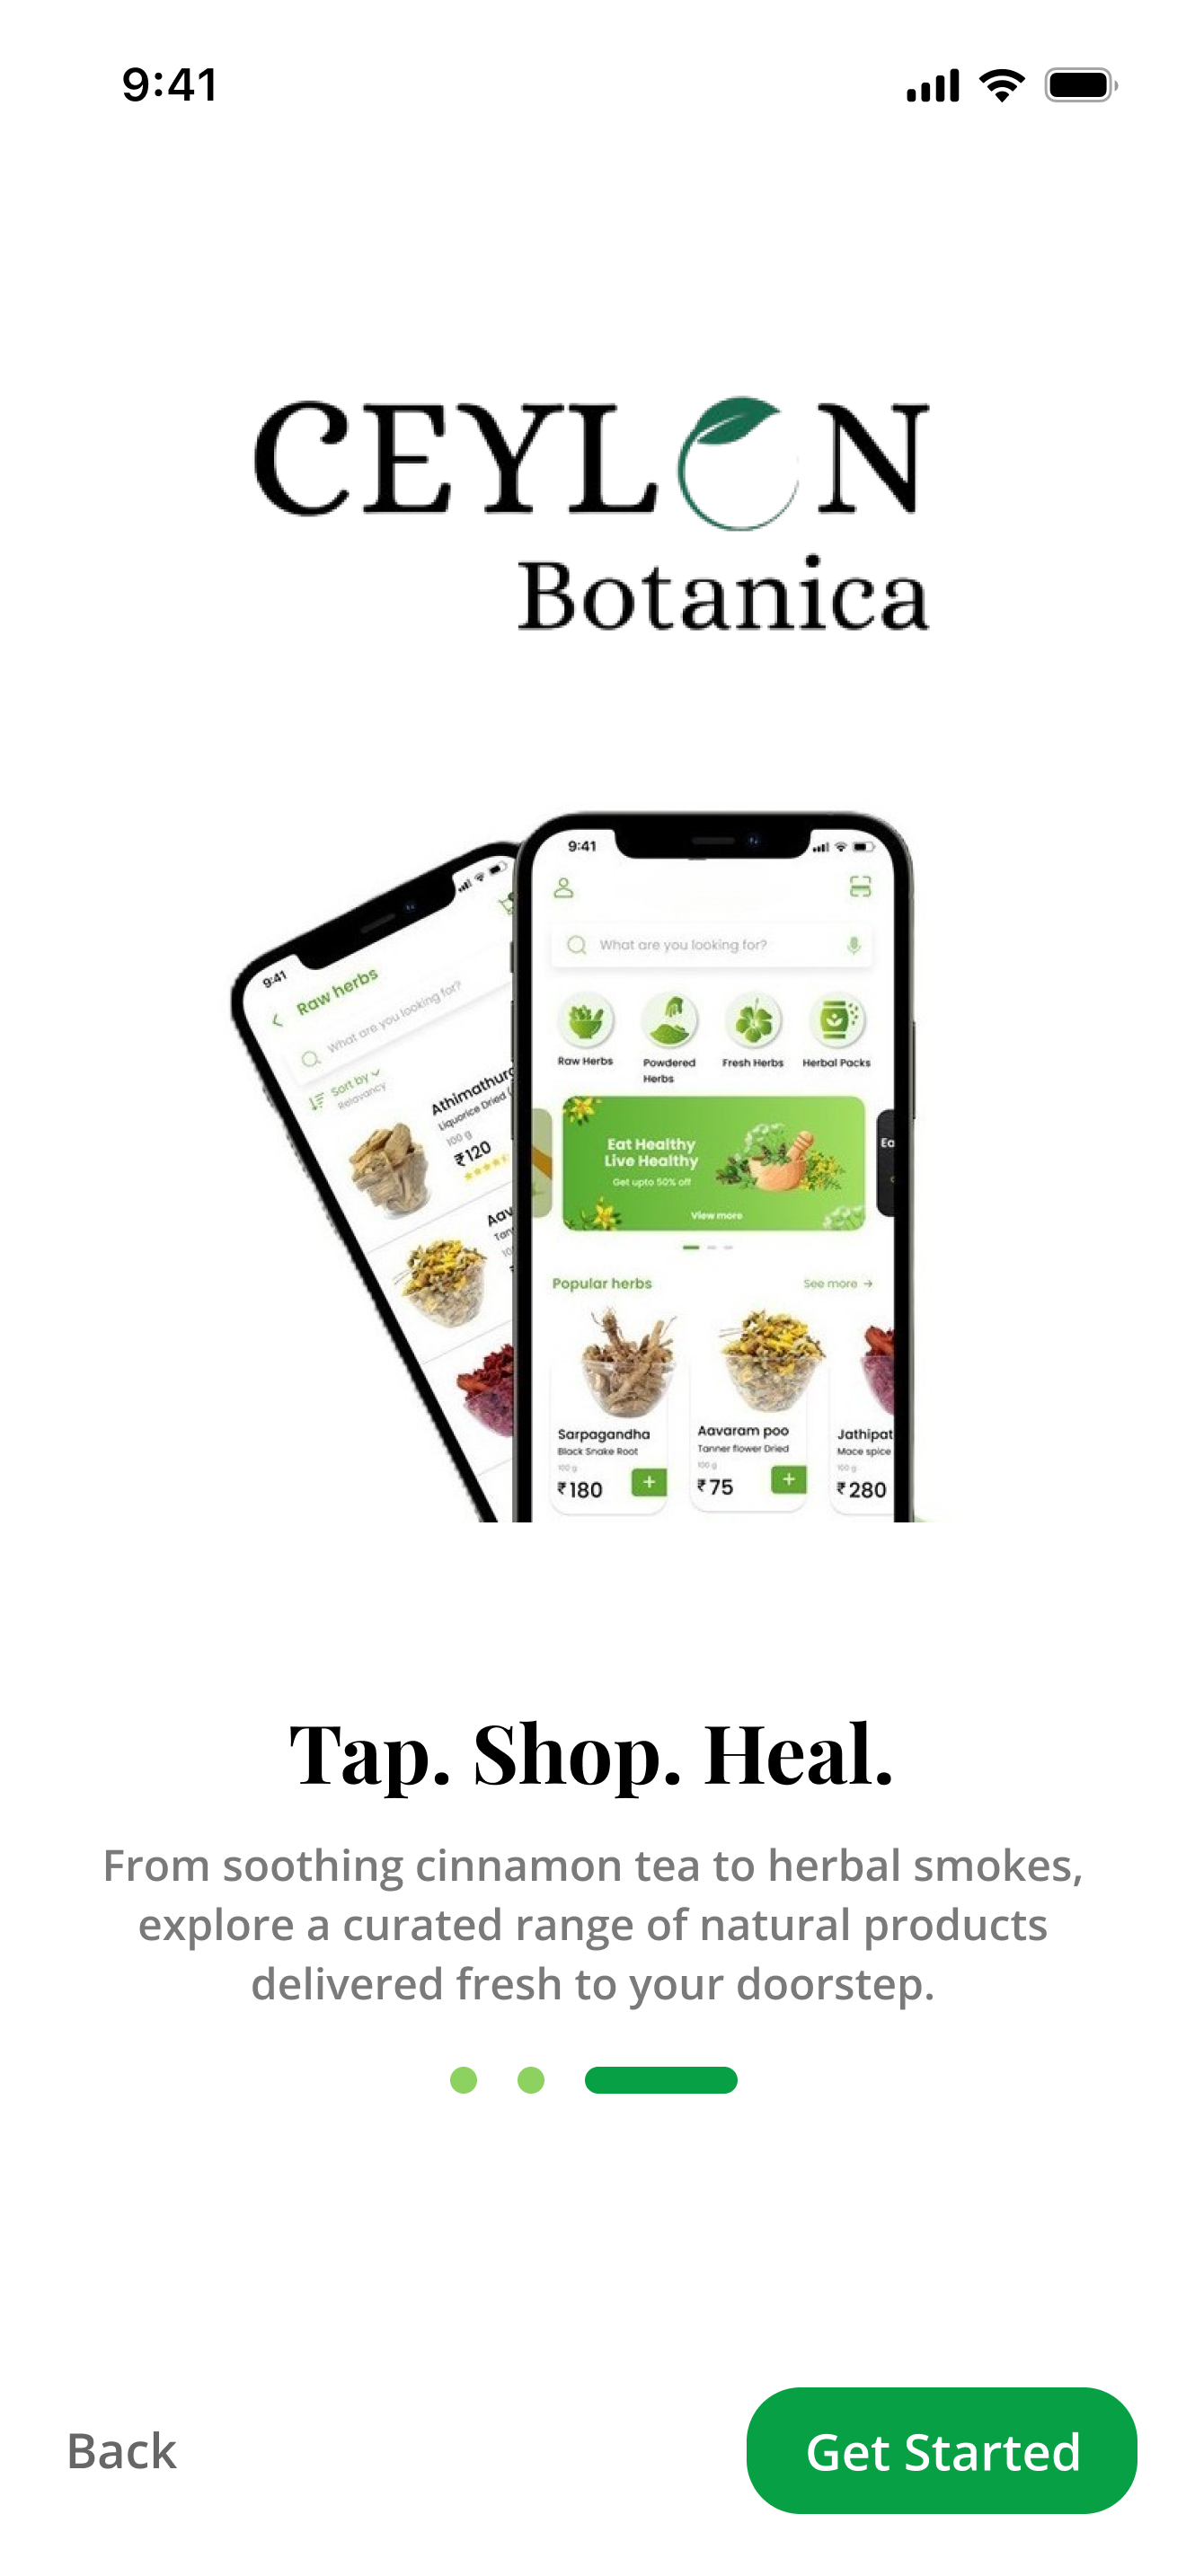 9:41
CEYLON
Botanica
9:41
Raw herbs
What are you looking for?
Sort by
Relavancy
Liquorice Dried
100 g
₹120
9:41
What are you looking for?
Raw Herbs
Powdered
Herbs
Fresh Herbs
Herbal Packs
Eat Healthy
Live Healthy
Get upto 50% off
View more
Popular herbs
See more →
Sarpagandha
Black Snake Root
100 g
₹180
+
Aavaram poo
Tanner flower Dried
100 g
₹75
+
Jathipat
Mace spice
100 g
₹280
Tap. Shop. Heal.
From soothing cinnamon tea to herbal smokes,
explore a curated range of natural products
delivered fresh to your doorstep.
Back
Get Started